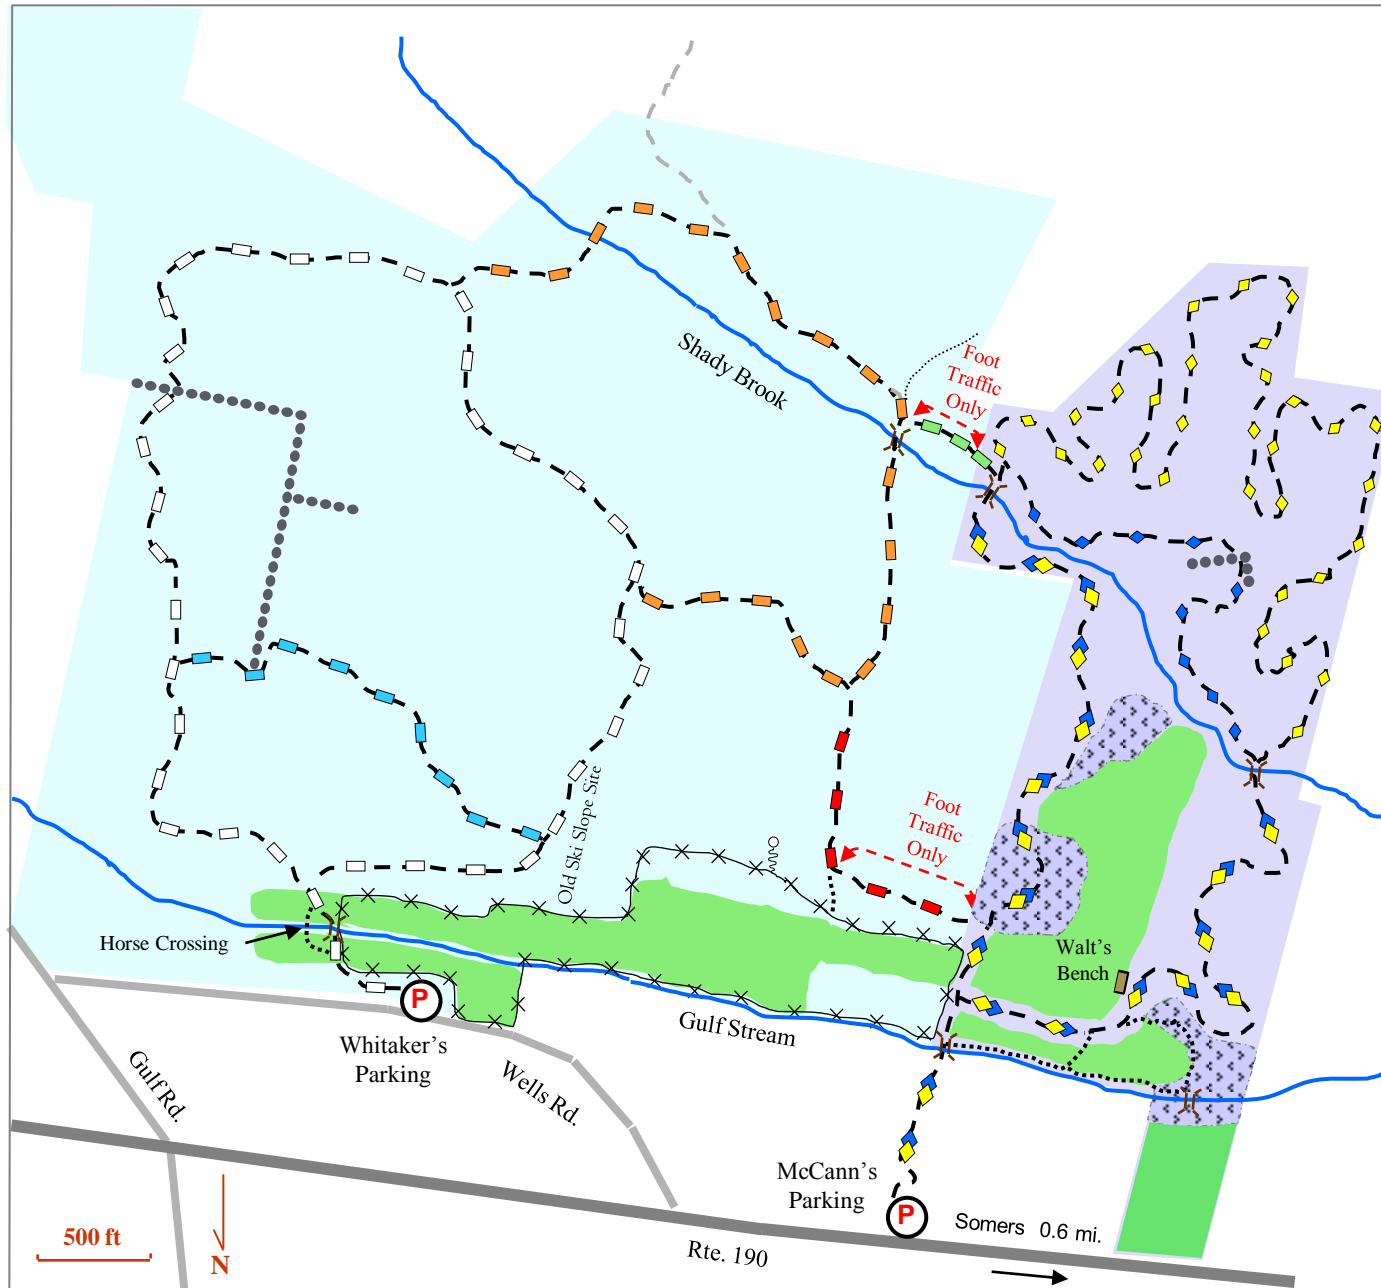 Shady Brook
Foot
Traffic
Only
Old Ski Slope Site
Foot
Traffic
Only
Horse Crossing
Walt's
Bench
P
Whitaker's
Parking
Gulf Stream
Wells Rd.
Gulf Rd.
McCann's
Parking
P
Somers 0.6 mi.
500 ft
N
Rte. 190